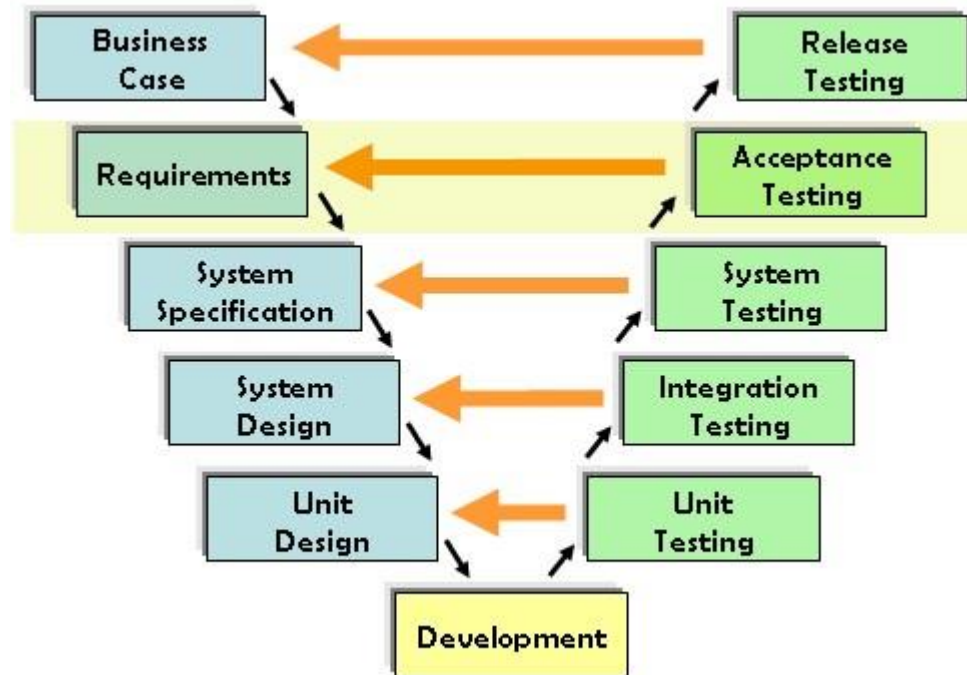 Business
Case
Release
Testing
Requirements
Acceptance
Testing
System
Specification
System
Testing
System
Design
Integration
Testing
Unit
Design
Unit
Testing
Development